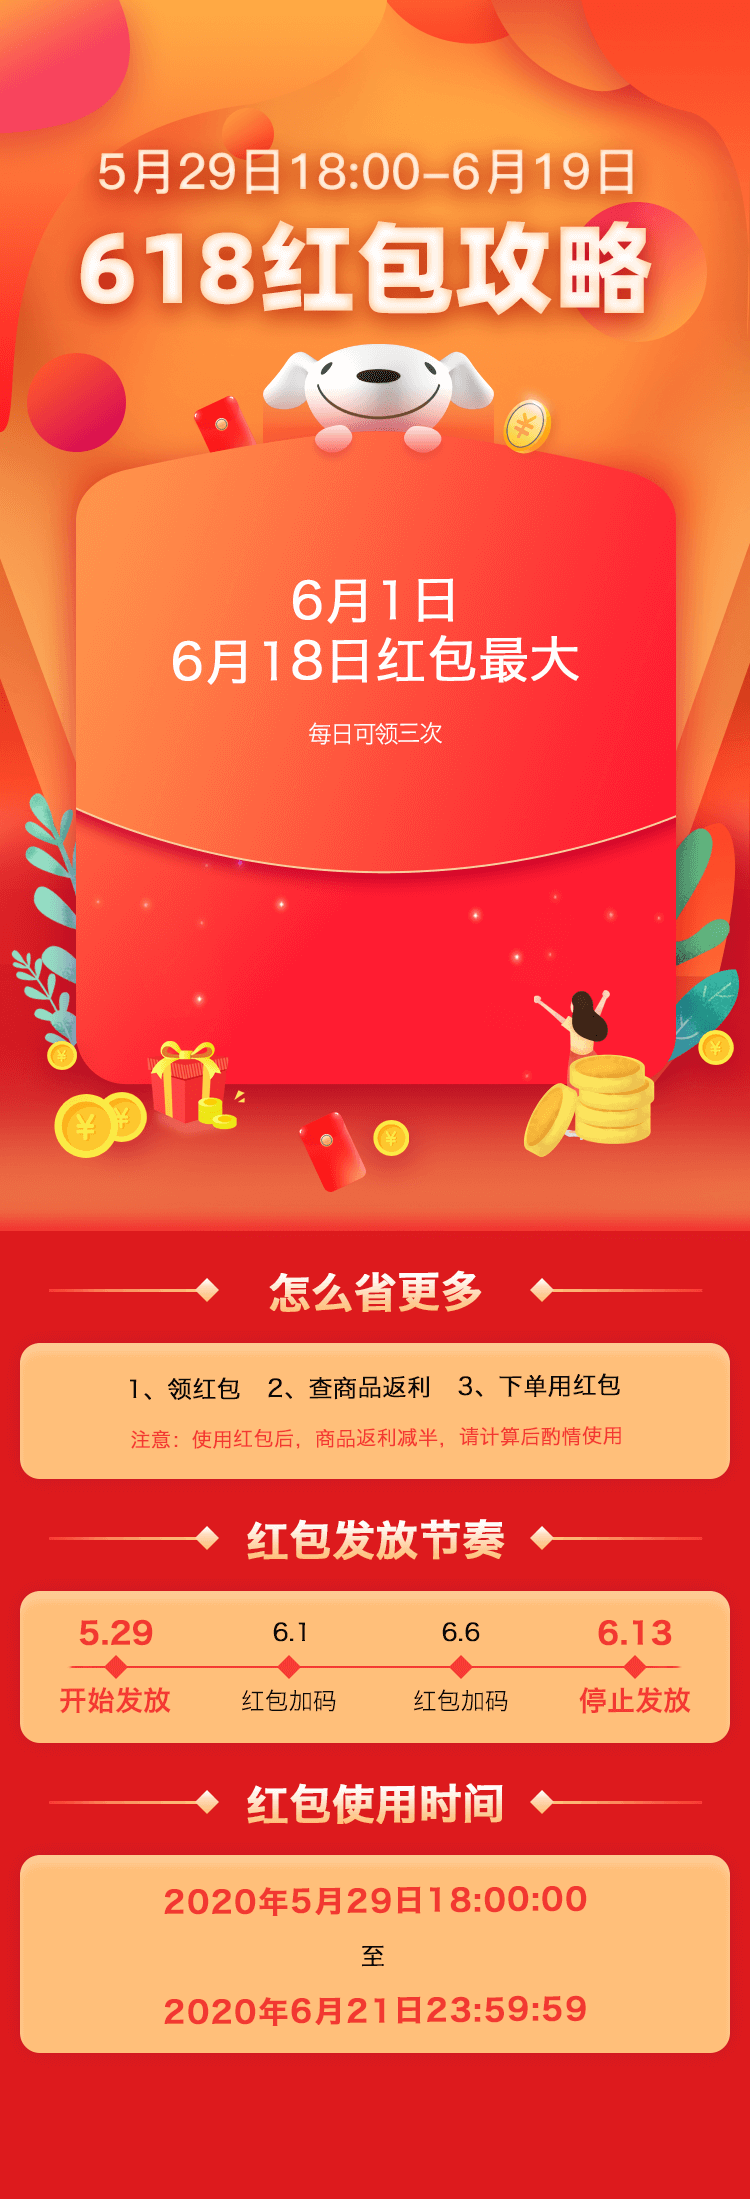 5月29日18:00-6月19日
618红包攻略
6月1日
6月18日红包最大
每日可领三次
怎么省更多
1、领红包 2、查商品返利 3、下单用红包
注意：使用红包后，商品返利减半，请计算后酌情使用
红包发放节奏
5.29 6.1 6.6 6.13
开始发放 红包加码 红包加码 停止发放
红包使用时间
2020年5月29日18:00:00
至
2020年6月21日23:59:59